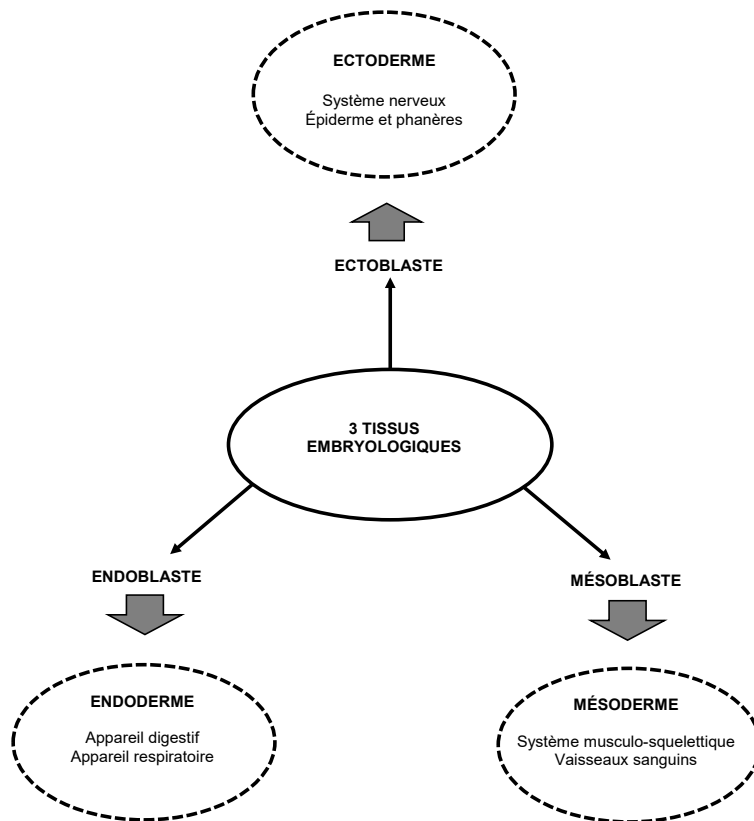 ECTODERME
Système nerveux
Épiderme et phanères
ECTOBLASTE
3 TISSUS
EMBRYOLOGIQUES
ENDOBLASTE
MÉSOBLASTE
ENDODERME
Appareil digestif
Appareil respiratoire
MÉSODERME
Système musculo-squelettique
Vaisseaux sanguins